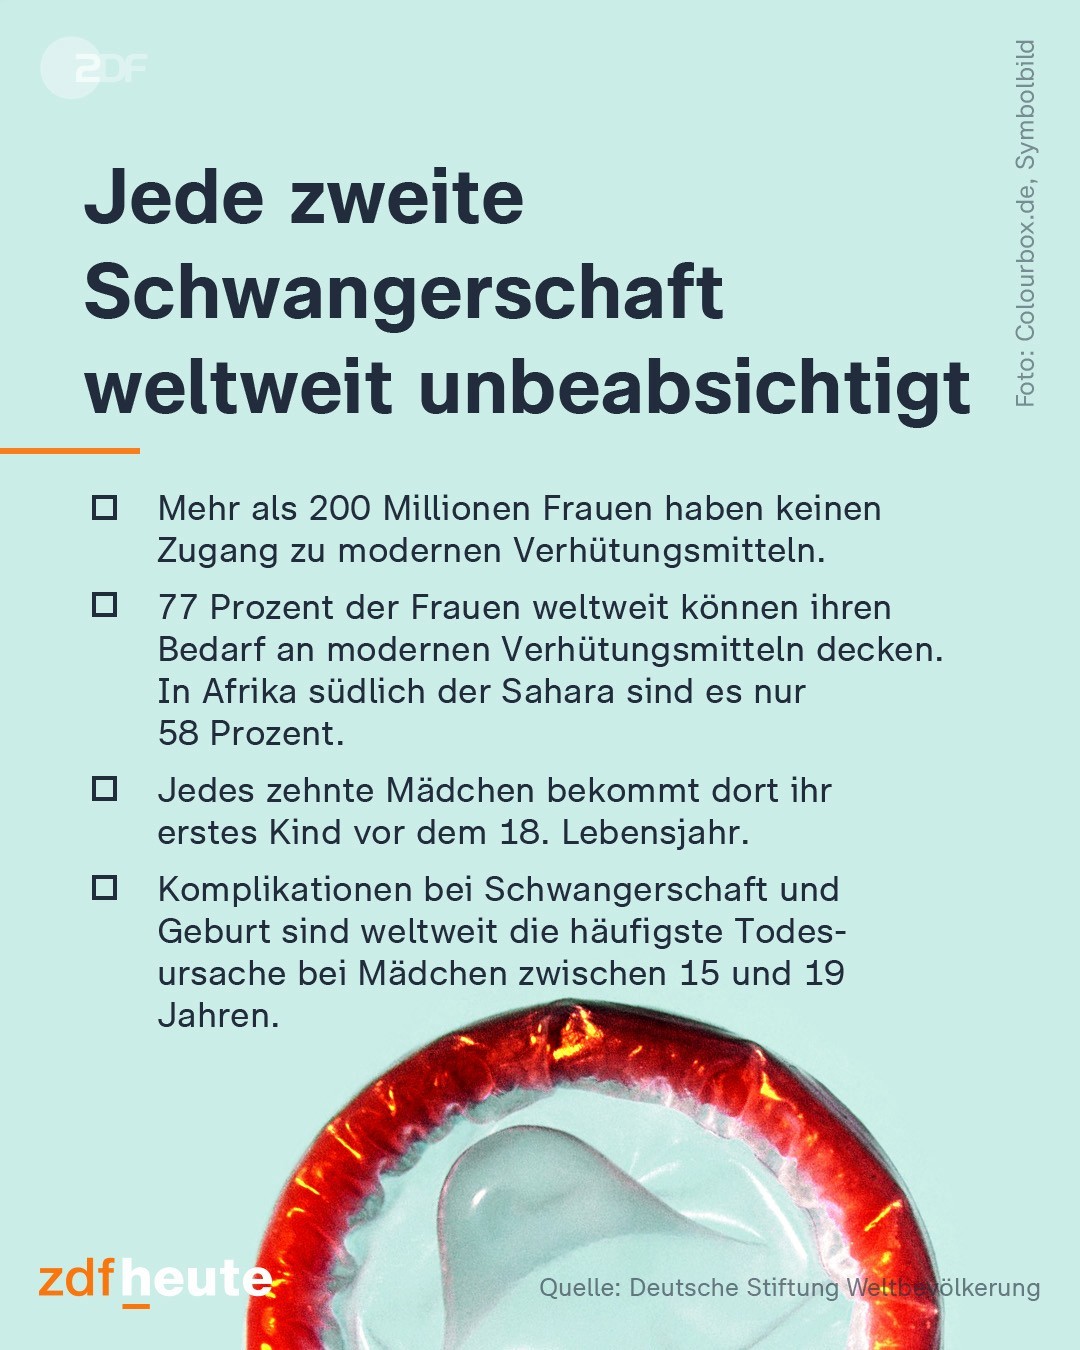 ZDF
Foto: Colourbox.de, Symbolbild
Jede zweite
Schwangerschaft
weltweit unbeabsichtigt
Mehr als 200 Millionen Frauen haben keinen
Zugang zu modernen Verhütungsmitteln.
77 Prozent der Frauen weltweit können ihren
Bedarf an modernen Verhütungsmitteln decken.
In Afrika südlich der Sahara sind es nur
58 Prozent.
Jedes zehnte Mädchen bekommt dort ihr
erstes Kind vor dem 18. Lebensjahr.
Komplikationen bei Schwangerschaft und
Geburt sind weltweit die häufigste Todes-
ursache bei Mädchen zwischen 15 und 19
Jahren.
zdfheute
Quelle: Deutsche Stiftung Weltbevölkerung